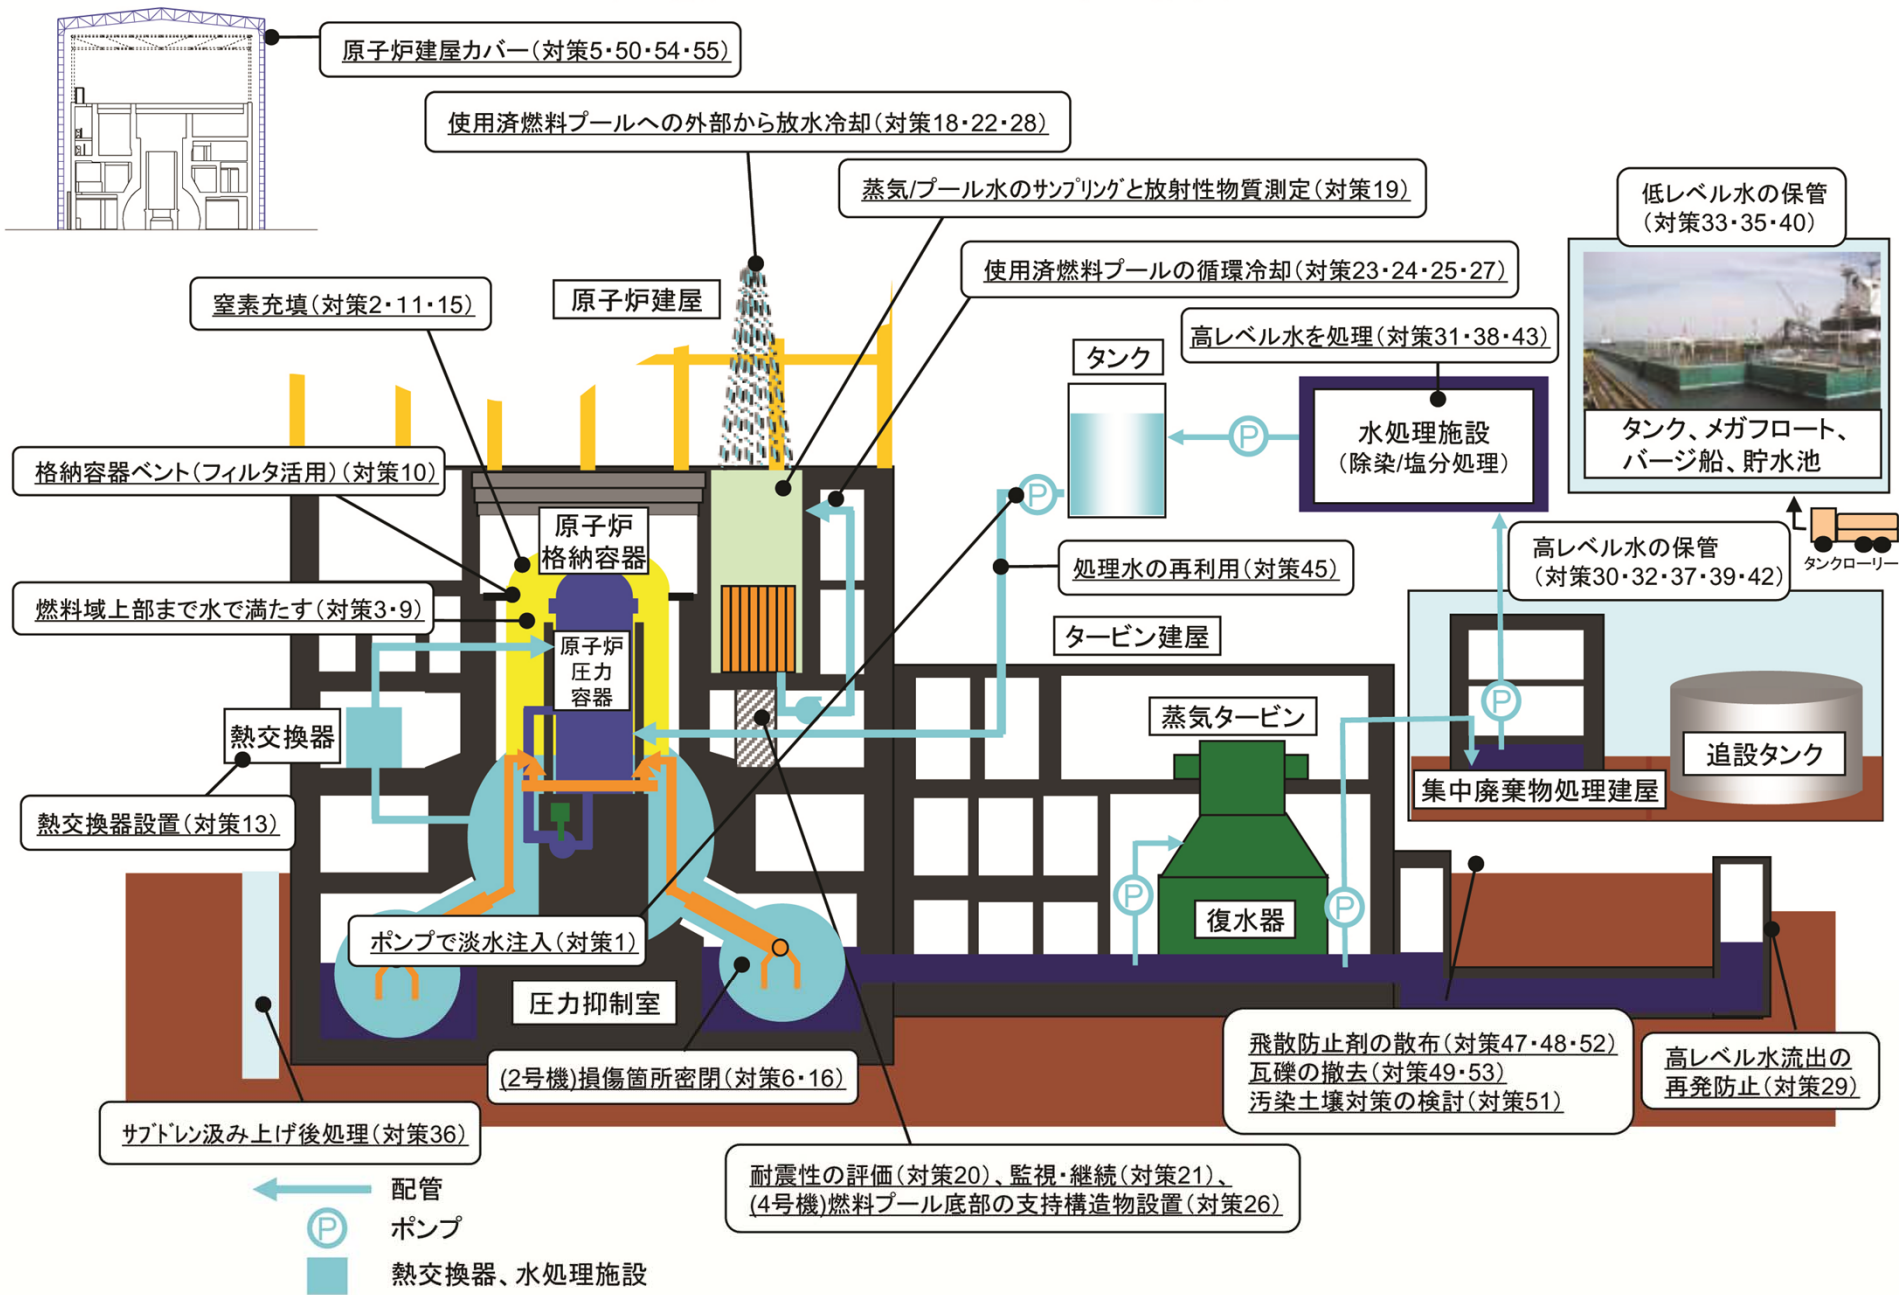 原子炉建屋カバー(対策5・50・54・55)
使用済燃料プールへの外部から放水冷却(対策18・22・28)
蒸気/プール水のサンプリングと放射性物質測定(対策19)
低レベル水の保管
(対策33・35・40)
使用済燃料プールの循環冷却(対策23・24・25・27)
窒素充填(対策2・11・15)
原子炉建屋
高レベル水を処理(対策31・38・43)
タンク
P
水処理施設
(除染/塩分処理)
タンク、メガフロート、
バージ船、貯水池
格納容器ベント(フィルタ活用)(対策10)
P
原子炉
格納容器
高レベル水の保管
(対策30・32・37・39・42)
タンクローリー
処理水の再利用(対策45)
燃料域上部まで水で満たす(対策3・9)
タービン建屋
原子炉
圧力
容器
P
熱交換器
蒸気タービン
追設タンク
集中廃棄物処理建屋
熱交換器設置(対策13)
P
P
復水器
ポンプで淡水注入(対策1)
圧力抑制室
(2号機)損傷箇所密閉(対策6・16)
飛散防止剤の散布(対策47・48・52)
瓦礫の撤去(対策49・53)
汚染土壌対策の検討(対策51)
高レベル水流出の
再発防止(対策29)
サブドレン汲み上げ後処理(対策36)
耐震性の評価(対策20)、監視・継続(対策21)、
(4号機)燃料プール底部の支持構造物設置(対策26)
配管
P ポンプ
熱交換器、水処理施設